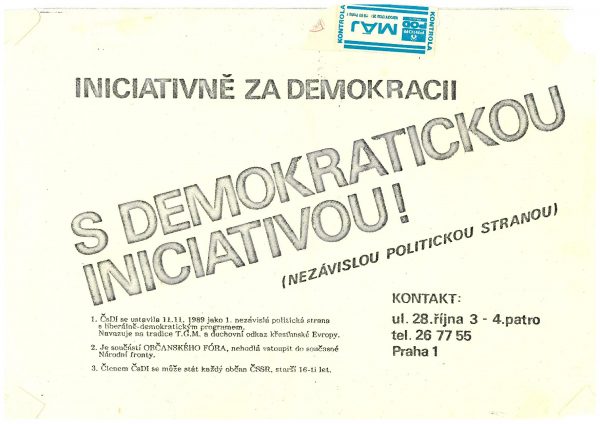 KONTROLA
MÁJ
KONTROLA
INICIATIVNĚ ZA DEMOKRACII
S DEMOKRATICKOU
INICIATIVOU!
(NEZÁVISLOU POLITICKOU STRANOU)
1. ČsDI se ustavila 11.11. 1989 jako 1. nezávislá politická strana
s liberálně-demokratickým programem.
Navazuje na tradice T.G.M. a duchovní odkaz křesťanské Evropy.
2. Je součástí OBČANSKÉHO FÓRA, nehodlá vstoupit do současné
Národní fronty.
3. Členem ČsDI se může stát každý občan ČSSR, starší 16-ti let.
KONTAKT:
ul. 28.října 3 - 4.patro
tel. 26 77 55
Praha 1